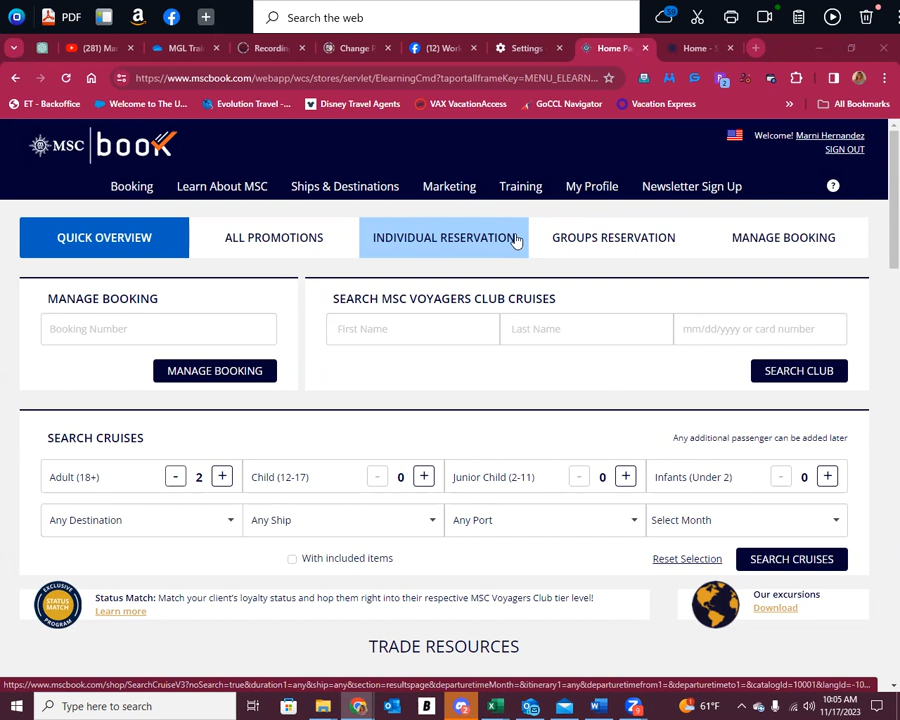 PDF
Search the web
(281) Ma
MGL Trai
Recording
Change P
(12) Work
Settings
Home Pa
Home - S
https://www.mscbook.com/webapp/wcs/stores/servlet/ElearningCmd?taportalIframeKey=MENU_ELEARN...
ET - Backoffice
Welcome to The U...
Evolution Travel -...
Disney Travel Agents
VAX VacationAccess
GoCCL Navigator
Vacation Express
»
All Bookmarks
MSC book
Welcome! Marni Hernandez
SIGN OUT
Booking Learn About MSC Ships & Destinations Marketing Training My Profile Newsletter Sign Up ?
QUICK OVERVIEW ALL PROMOTIONS INDIVIDUAL RESERVATION GROUPS RESERVATION MANAGE BOOKING
MANAGE BOOKING
Booking Number
MANAGE BOOKING
SEARCH MSC VOYAGERS CLUB CRUISES
First Name Last Name mm/dd/yyyy or card number
SEARCH CLUB
SEARCH CRUISES
Any additional passenger can be added later
Adult (18+) - 2 + Child (12-17) - 0 + Junior Child (2-11) - 0 + Infants (Under 2) - 0 +
Any Destination Any Ship Any Port Select Month
With included items
Reset Selection SEARCH CRUISES
EXCLUSIVE STATUS MATCH PROGRAM
Status Match: Match your client's loyalty status and hop them right into their respective MSC Voyagers Club tier level!
Learn more
Our excursions
Download
TRADE RESOURCES
https://www.mscbook.com/shop/SearchCruiseV3?noSearch=true&duration1=any&ship=any&section=resultspage&departuretimeMonth=&itinerary1=any&departuretimefrom1=&departuretimeto1=&catalogId=10001&langId=-10...
Type here to search
61°F
10:05 AM
11/17/2023